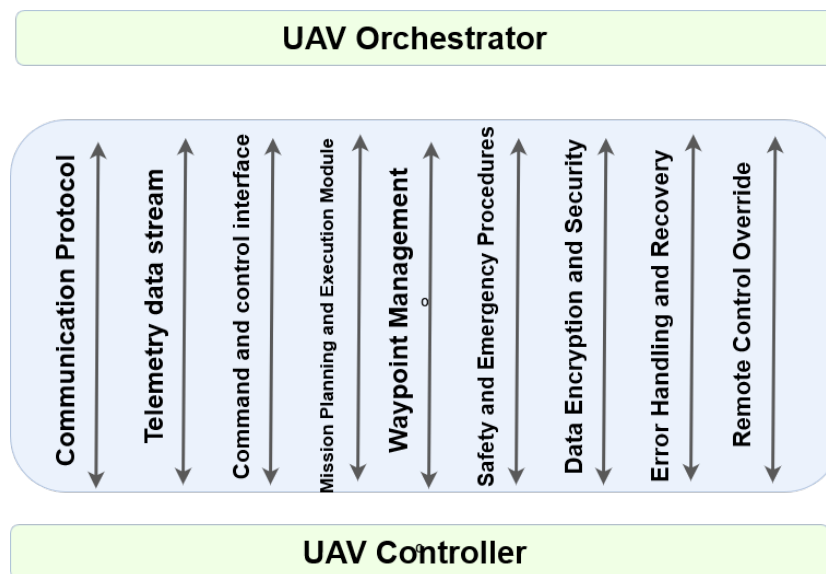 UAV Orchestrator
Communication Protocol
Telemetry data stream
Command and control interface
Mission Planning and Execution Module
Waypoint Management
o
Safety and Emergency Procedures
Data Encryption and Security
Error Handling and Recovery
Remote Control Override
UAV Controller
o